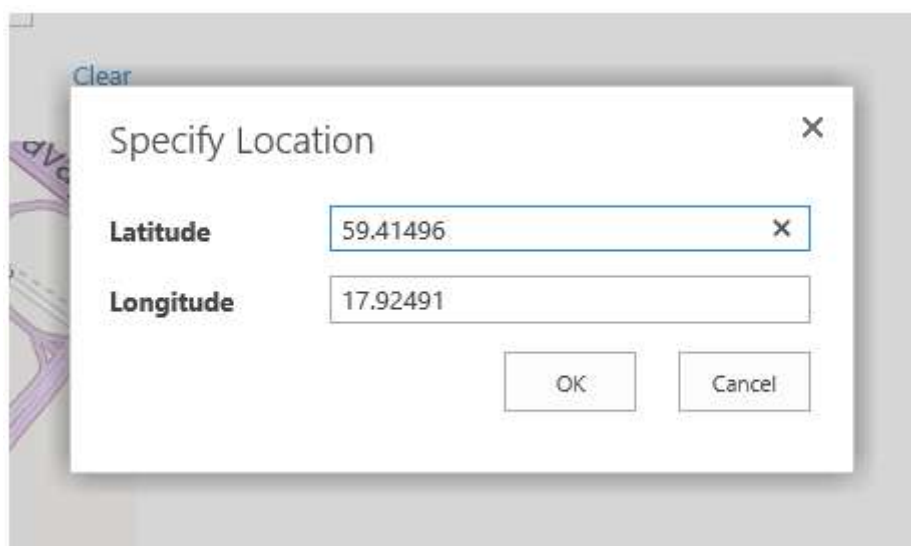 Clear
Specify Location
Latitude 59.41496
Longitude 17.92491
OK Cancel